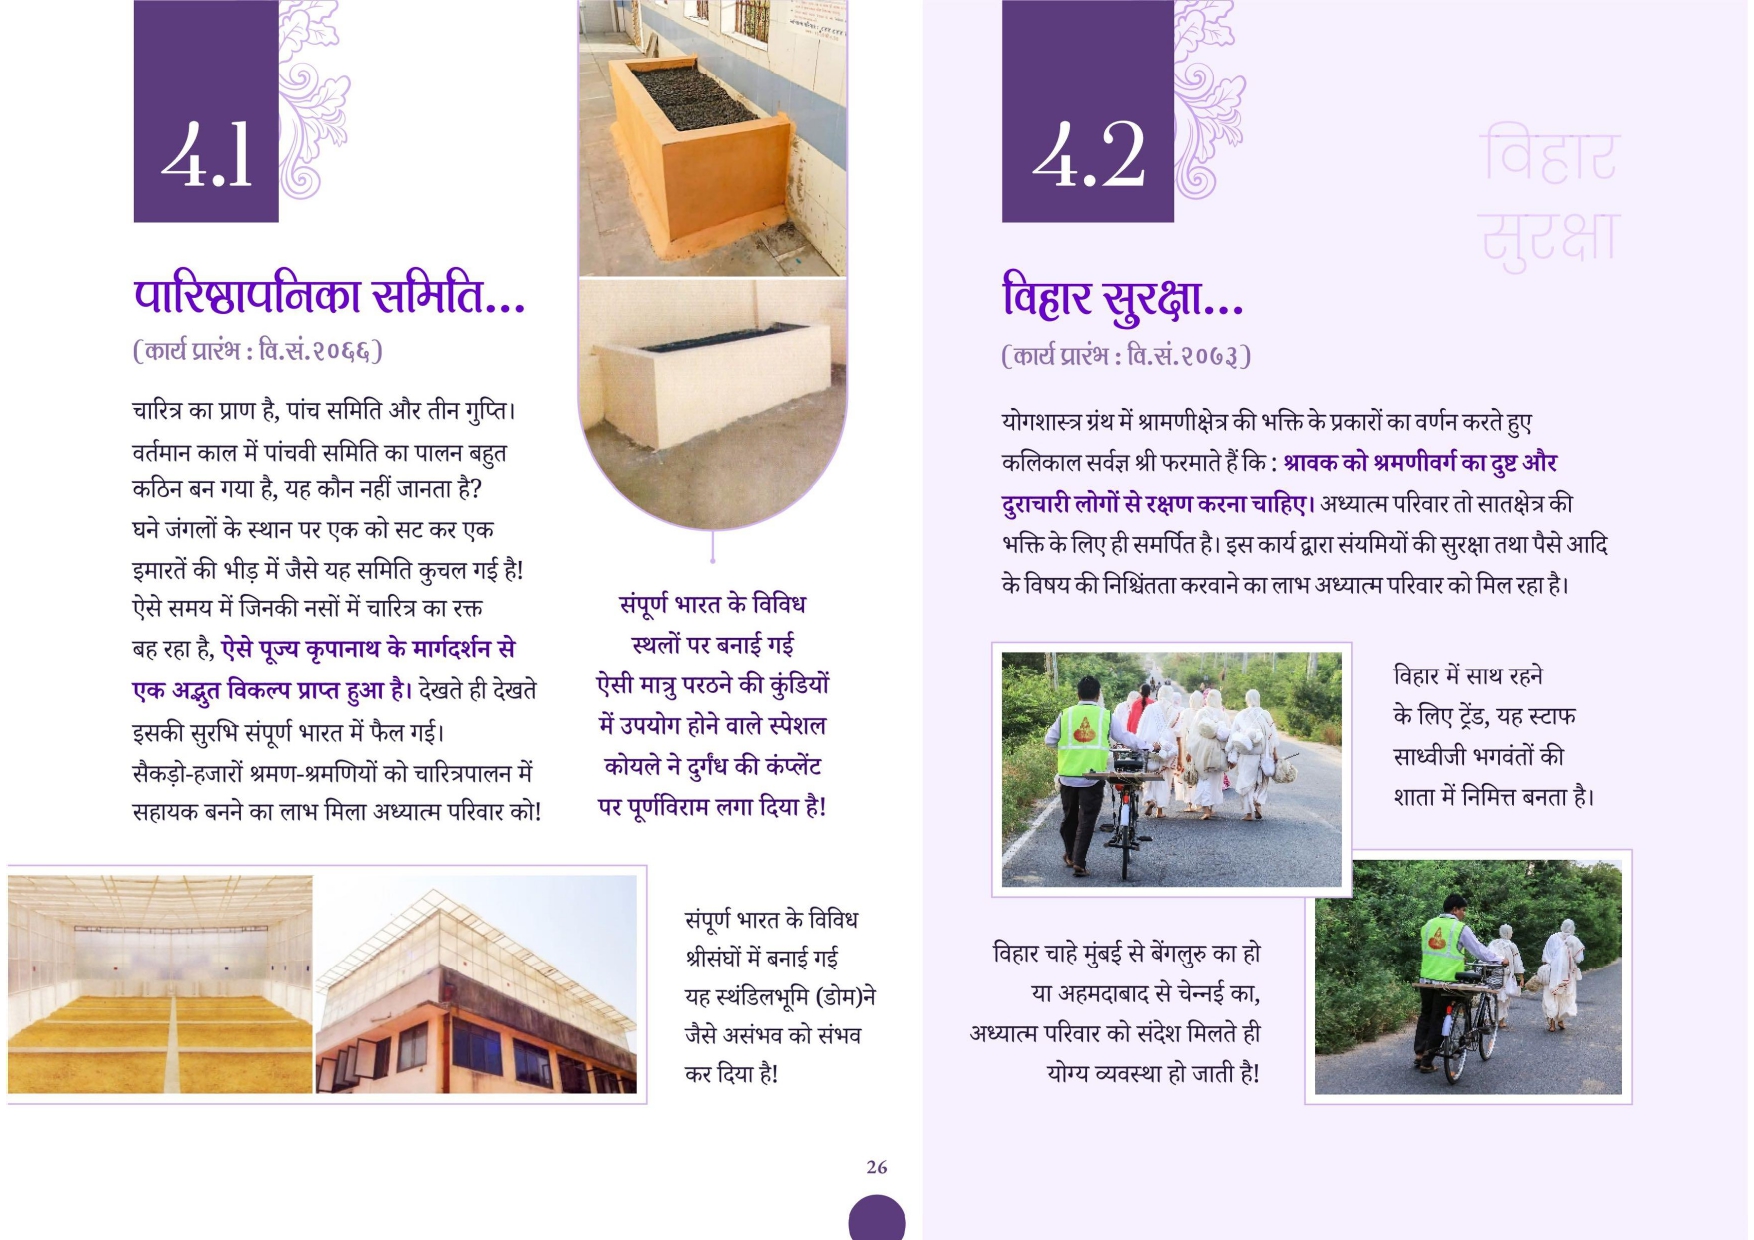 4.1
पारिष्ठापनिका समिति...
(कार्य प्रारंभ : वि.सं.२०६६)
चारित्र का प्राण है, पांच समिति और तीन गुप्ति।
वर्तमान काल में पांचवी समिति का पालन बहुत
कठिन बन गया है, यह कौन नहीं जानता है?
घने जंगलों के स्थान पर एक को सट कर एक
इमारतें की भीड़ में जैसे यह समिति कुचल गई है!
ऐसे समय में जिनकी नसों में चारित्र का रक्त
बह रहा है, ऐसे पूज्य कृपानाथ के मार्गदर्शन से
एक अद्भुत विकल्प प्राप्त हुआ है। देखते ही देखते
इसकी सुरभि संपूर्ण भारत में फैल गई।
सैकड़ो-हजारों श्रमण-श्रमणियों को चारित्रपालन में
सहायक बनने का लाभ मिला अध्यात्म परिवार को!
संपूर्ण भारत के विविध
स्थलों पर बनाई गई
ऐसी मात्रु परठने की कुंडियों
में उपयोग होने वाले स्पेशल
कोयले ने दुर्गंध की कंप्लेंट
पर पूर्णविराम लगा दिया है!
संपूर्ण भारत के विविध
श्रीसंघों में बनाई गई
यह स्थंडिलभूमि (डोम)ने
जैसे असंभव को संभव
कर दिया है!
26
4.2
विहार
सुरक्षा
विहार सुरक्षा...
(कार्य प्रारंभ : वि.सं.२०७३)
योगशास्त्र ग्रंथ में श्रामणीक्षेत्र की भक्ति के प्रकारों का वर्णन करते हुए
कलिकाल सर्वज्ञ श्री फरमाते हैं कि : श्रावक को श्रमणीवर्ग का दुष्ट और
दुराचारी लोगों से रक्षण करना चाहिए। अध्यात्म परिवार तो सातक्षेत्र की
भक्ति के लिए ही समर्पित है। इस कार्य द्वारा संयमियों की सुरक्षा तथा पैसे आदि
के विषय की निश्चिंतता करवाने का लाभ अध्यात्म परिवार को मिल रहा है।
विहार में साथ रहने
के लिए ट्रेंड, यह स्टाफ
साध्वीजी भगवंतों की
शाता में निमित्त बनता है।
विहार चाहे मुंबई से बेंगलुरु का हो
या अहमदाबाद से चेन्नई का,
अध्यात्म परिवार को संदेश मिलते ही
योग्य व्यवस्था हो जाती है!